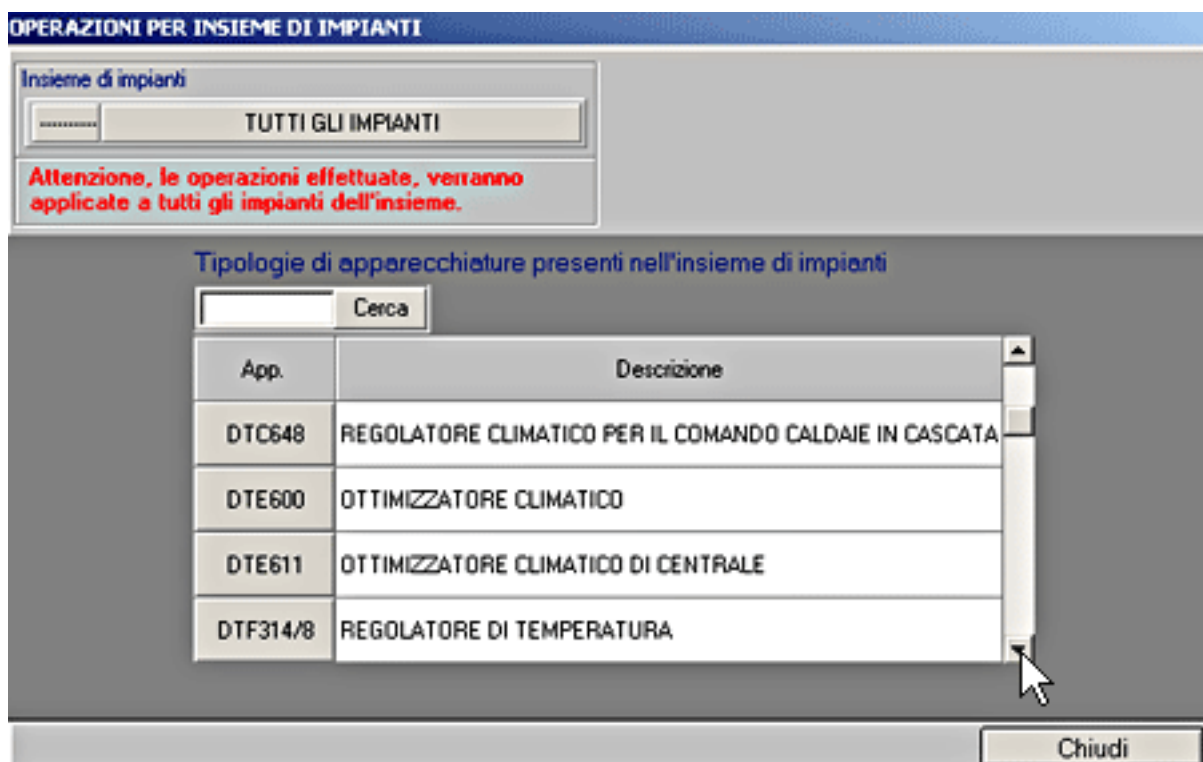 OPERAZIONI PER INSIEME DI IMPIANTI
Insieme di impianti
---------- TUTTI GLI IMPIANTI
Attenzione, le operazioni effettuate, verranno
applicate a tutti gli impianti dell'insieme.
Tipologie di apparecchiature presenti nell'insieme di impianti
Cerca
App. Descrizione
DTC648 REGOLATORE CLIMATICO PER IL COMANDO CALDAIE IN CASCATA
DTE600 OTTIMIZZATORE CLIMATICO
DTE611 OTTIMIZZATORE CLIMATICO DI CENTRALE
DTF314/8 REGOLATORE DI TEMPERATURA
Chiudi